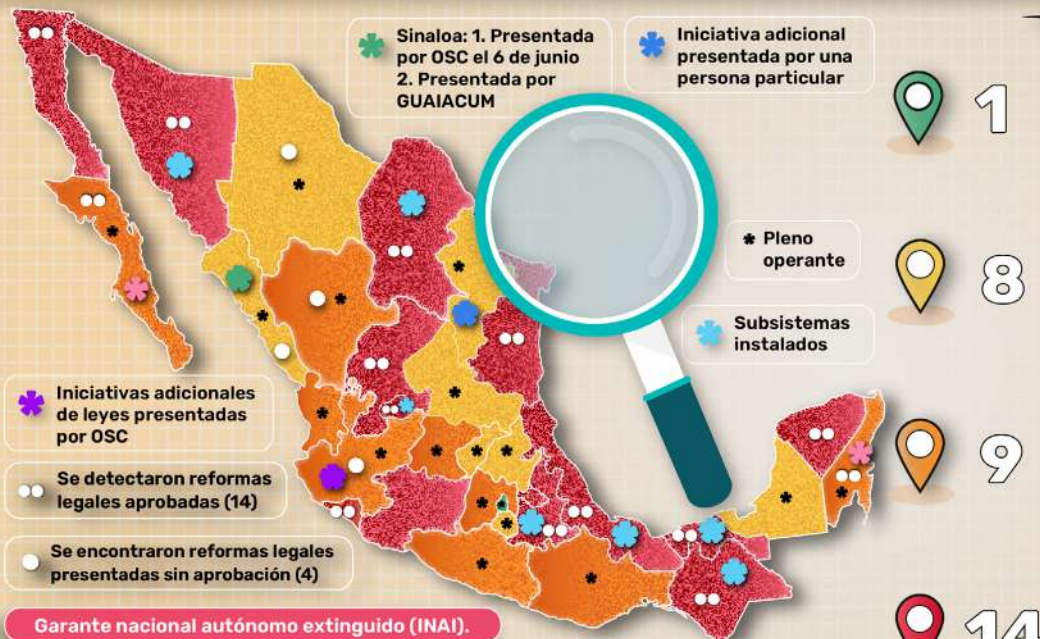 Sinaloa: 1. Presentada
por OSC el 6 de junio
2. Presentada por
GUAIACUM
Iniciativa adicional
presentada por una
persona particular
1
Pleno
operante
8
Subsistemas
instalados
Iniciativas adicionales
de leyes presentadas
por OSC
9
Se detectaron reformas
legales aprobadas (14)
Se encontraron reformas legales
presentadas sin aprobación (4)
Garante nacional autónomo extinguido (INAI).
14